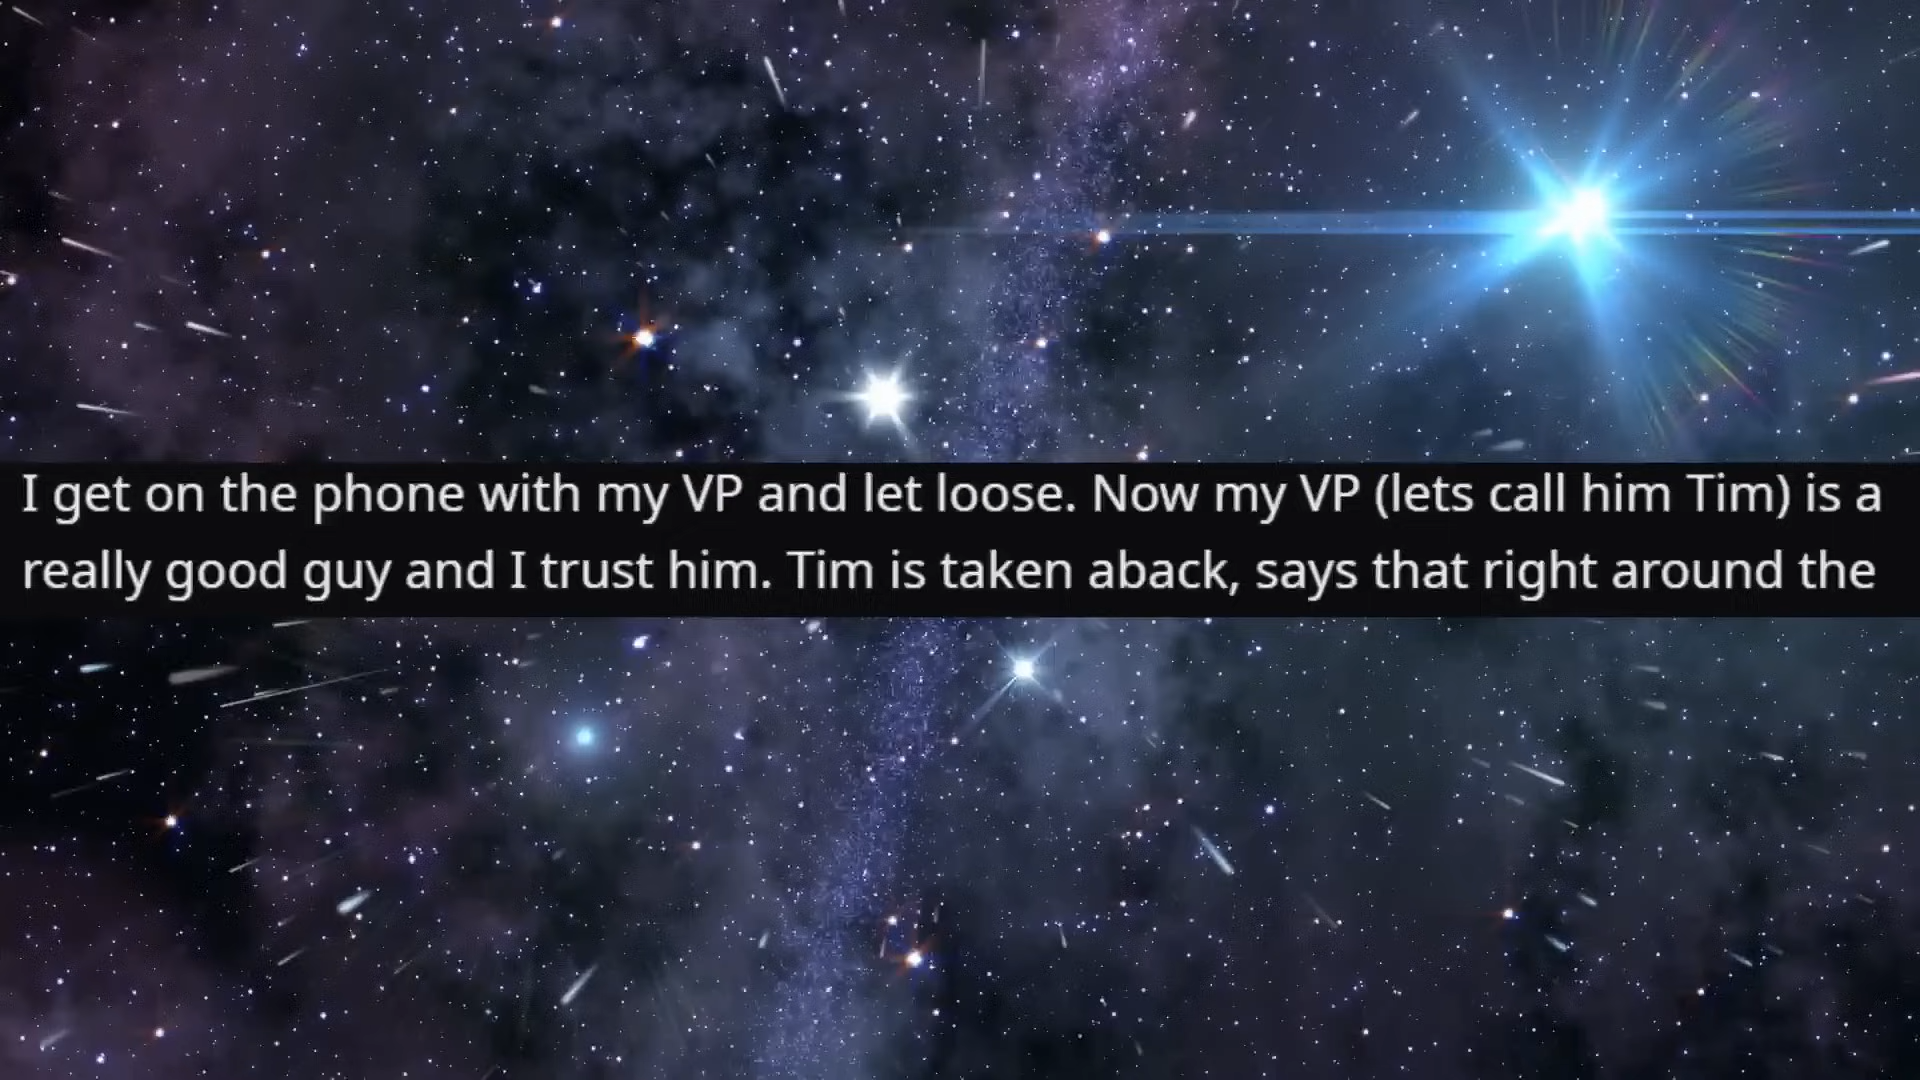 I get on the phone with my VP and let loose. Now my VP (lets call him Tim) is a
really good guy and I trust him. Tim is taken aback, says that right around the